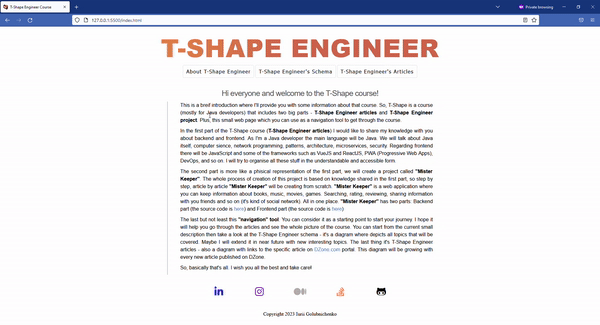 T-Shape Engineer Course
Private browsing
127.0.0.1:5500/index.html
T-SHAPE ENGINEER
About T-Shape Engineer
T-Shape Engineer's Schema
T-Shape Engineer's Articles
Hi everyone and welcome to the T-Shape course!
This is a breif introduction where I'll provide you with some information about that course. So, T-Shape is a course
(mostly for Java developers) that includes two big parts - T-Shape Engineer articles and T-Shape Engineer
project. Plus, this small web page which you can use as a navigation tool to get through the course.
In the first part of the T-Shape course (T-Shape Engineer articles) I would like to share my knowledge with you
about backend and frontend. As I'm a Java developer the main language will be Java. We will talk about Java
itself, computer sience, network programming, patterns, architecture, microservices, security. Regarding frontend
there will be JavaScript and some of the frameworks such as VueJS and ReactJS, PWA (Progressive Web Apps),
DevOps, and so on. I will try to organise all these stuff in the understandable and accessible form.
The second part is more like a phisical representation of the first part, we will create a project called "Mister
Keeper". The whole process of creation of this project is based on knowledge shared in the first part, so step by
step, article by article "Mister Keeper" will be creating from scratch. "Mister Keeper" is a web application where
you can keep information about books, music, movies, games. Searching, rating, reviewing, sharing information
with you friends and so on (it's kind of social network). All in one place. "Mister Keeper" has two parts: Backend
part (the source code is here) and Frontend part (the source code is here)
The last but not least this "navigation" tool. You can consider it as a starting point to start your journey. I hope it
will help you go through the articles and see the whole picture of the course. You can start from the current small
description then take a look at the T-Shape Engineer schema - it's a diagram where depicts all topics that will be
covered. Maybe I will extend it in near future with new interesting topics. The last thing it's T-Shape Engineer
articles - also a diagram with links to the specific article on DZone.com portal. This diagram will be growing with
every new article published on DZone.
So, basically that's all. I wish you all the best and take care!
in
Copyright 2023 Iurii Golubnuchenko